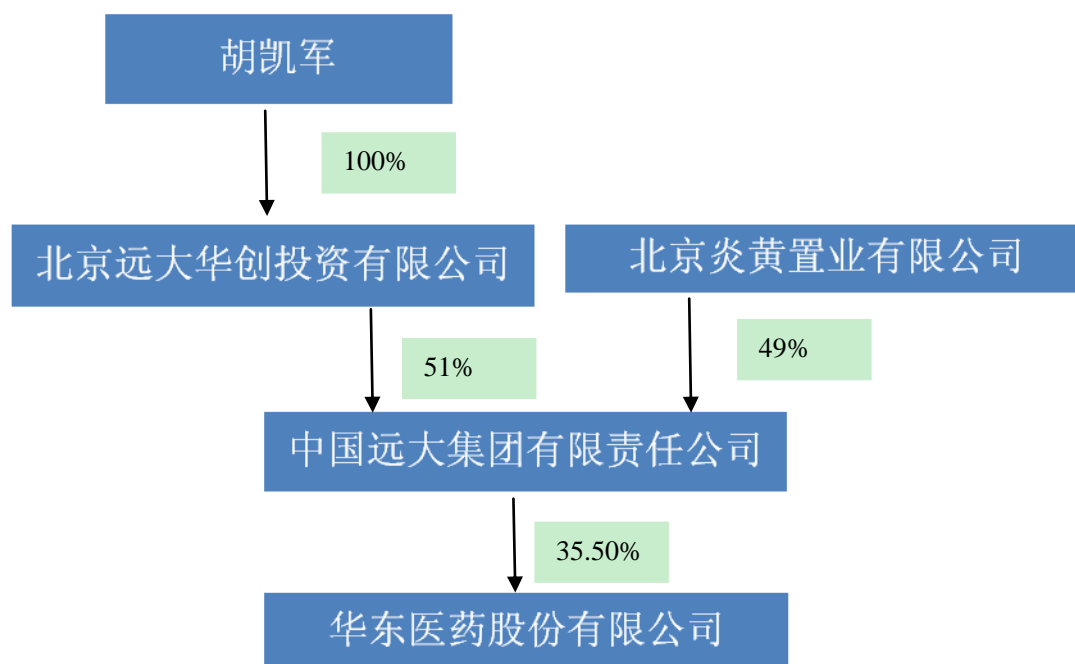 胡凯军
100%
北京远大华创投资有限公司
北京炎黄置业有限公司
51%
49%
中国远大集团有限责任公司
35.50%
华东医药股份有限公司